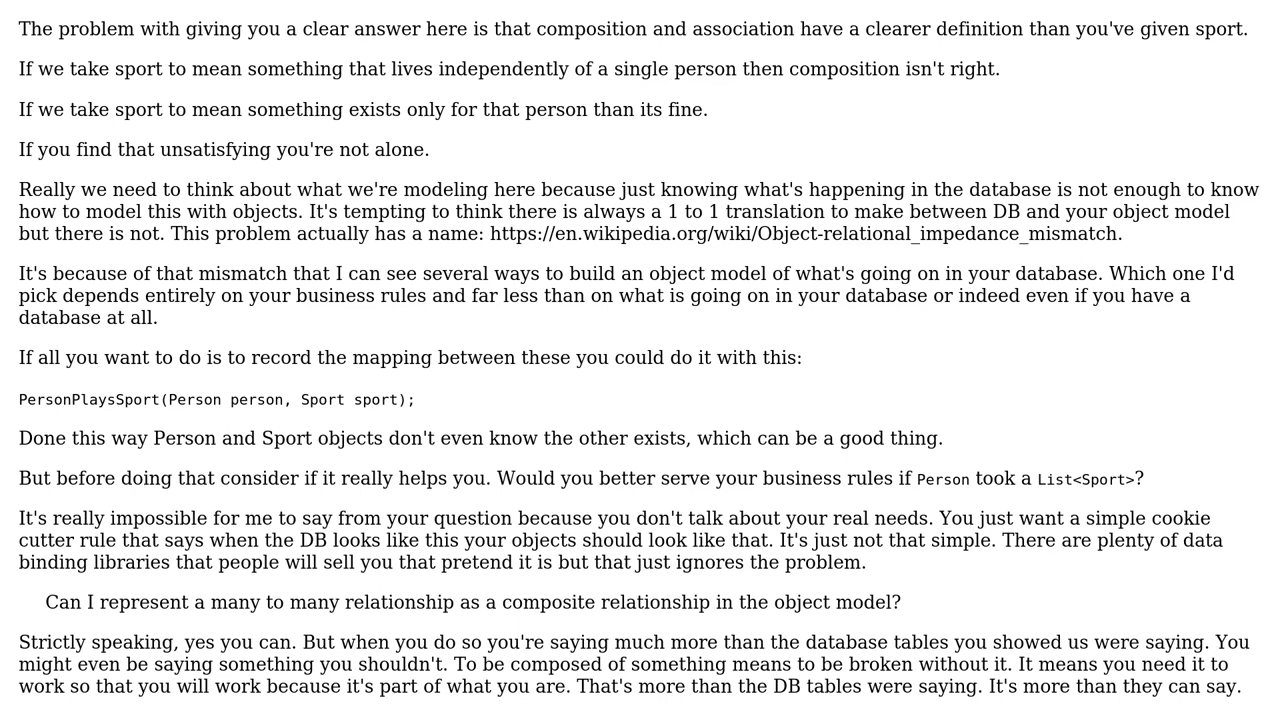 The problem with giving you a clear answer here is that composition and association have a clearer definition than you've given sport.
If we take sport to mean something that lives independently of a single person then composition isn't right.
If we take sport to mean something exists only for that person than its fine.
If you find that unsatisfying you're not alone.
Really we need to think about what we're modeling here because just knowing what's happening in the database is not enough to know
how to model this with objects. It's tempting to think there is always a 1 to 1 translation to make between DB and your object model
but there is not. This problem actually has a name: https://en.wikipedia.org/wiki/Object-relational_impedance_mismatch.
It's because of that mismatch that I can see several ways to build an object model of what's going on in your database. Which one I'd
pick depends entirely on your business rules and far less than on what is going on in your database or indeed even if you have a
database at all.
If all you want to do is to record the mapping between these you could do it with this:
PersonPlaysSport(Person person, Sport sport);
Done this way Person and Sport objects don't even know the other exists, which can be a good thing.
But before doing that consider if it really helps you. Would you better serve your business rules if Person took a List<Sport>?
It's really impossible for me to say from your question because you don't talk about your real needs. You just want a simple cookie
cutter rule that says when the DB looks like this your objects should look like that. It's just not that simple. There are plenty of data
binding libraries that people will sell you that pretend it is but that just ignores the problem.
Can I represent a many to many relationship as a composite relationship in the object model?
Strictly speaking, yes you can. But when you do so you're saying much more than the database tables you showed us were saying. You
might even be saying something you shouldn't. To be composed of something means to be broken without it. It means you need it to
work so that you will work because it's part of what you are. That's more than the DB tables were saying. It's more than they can say.